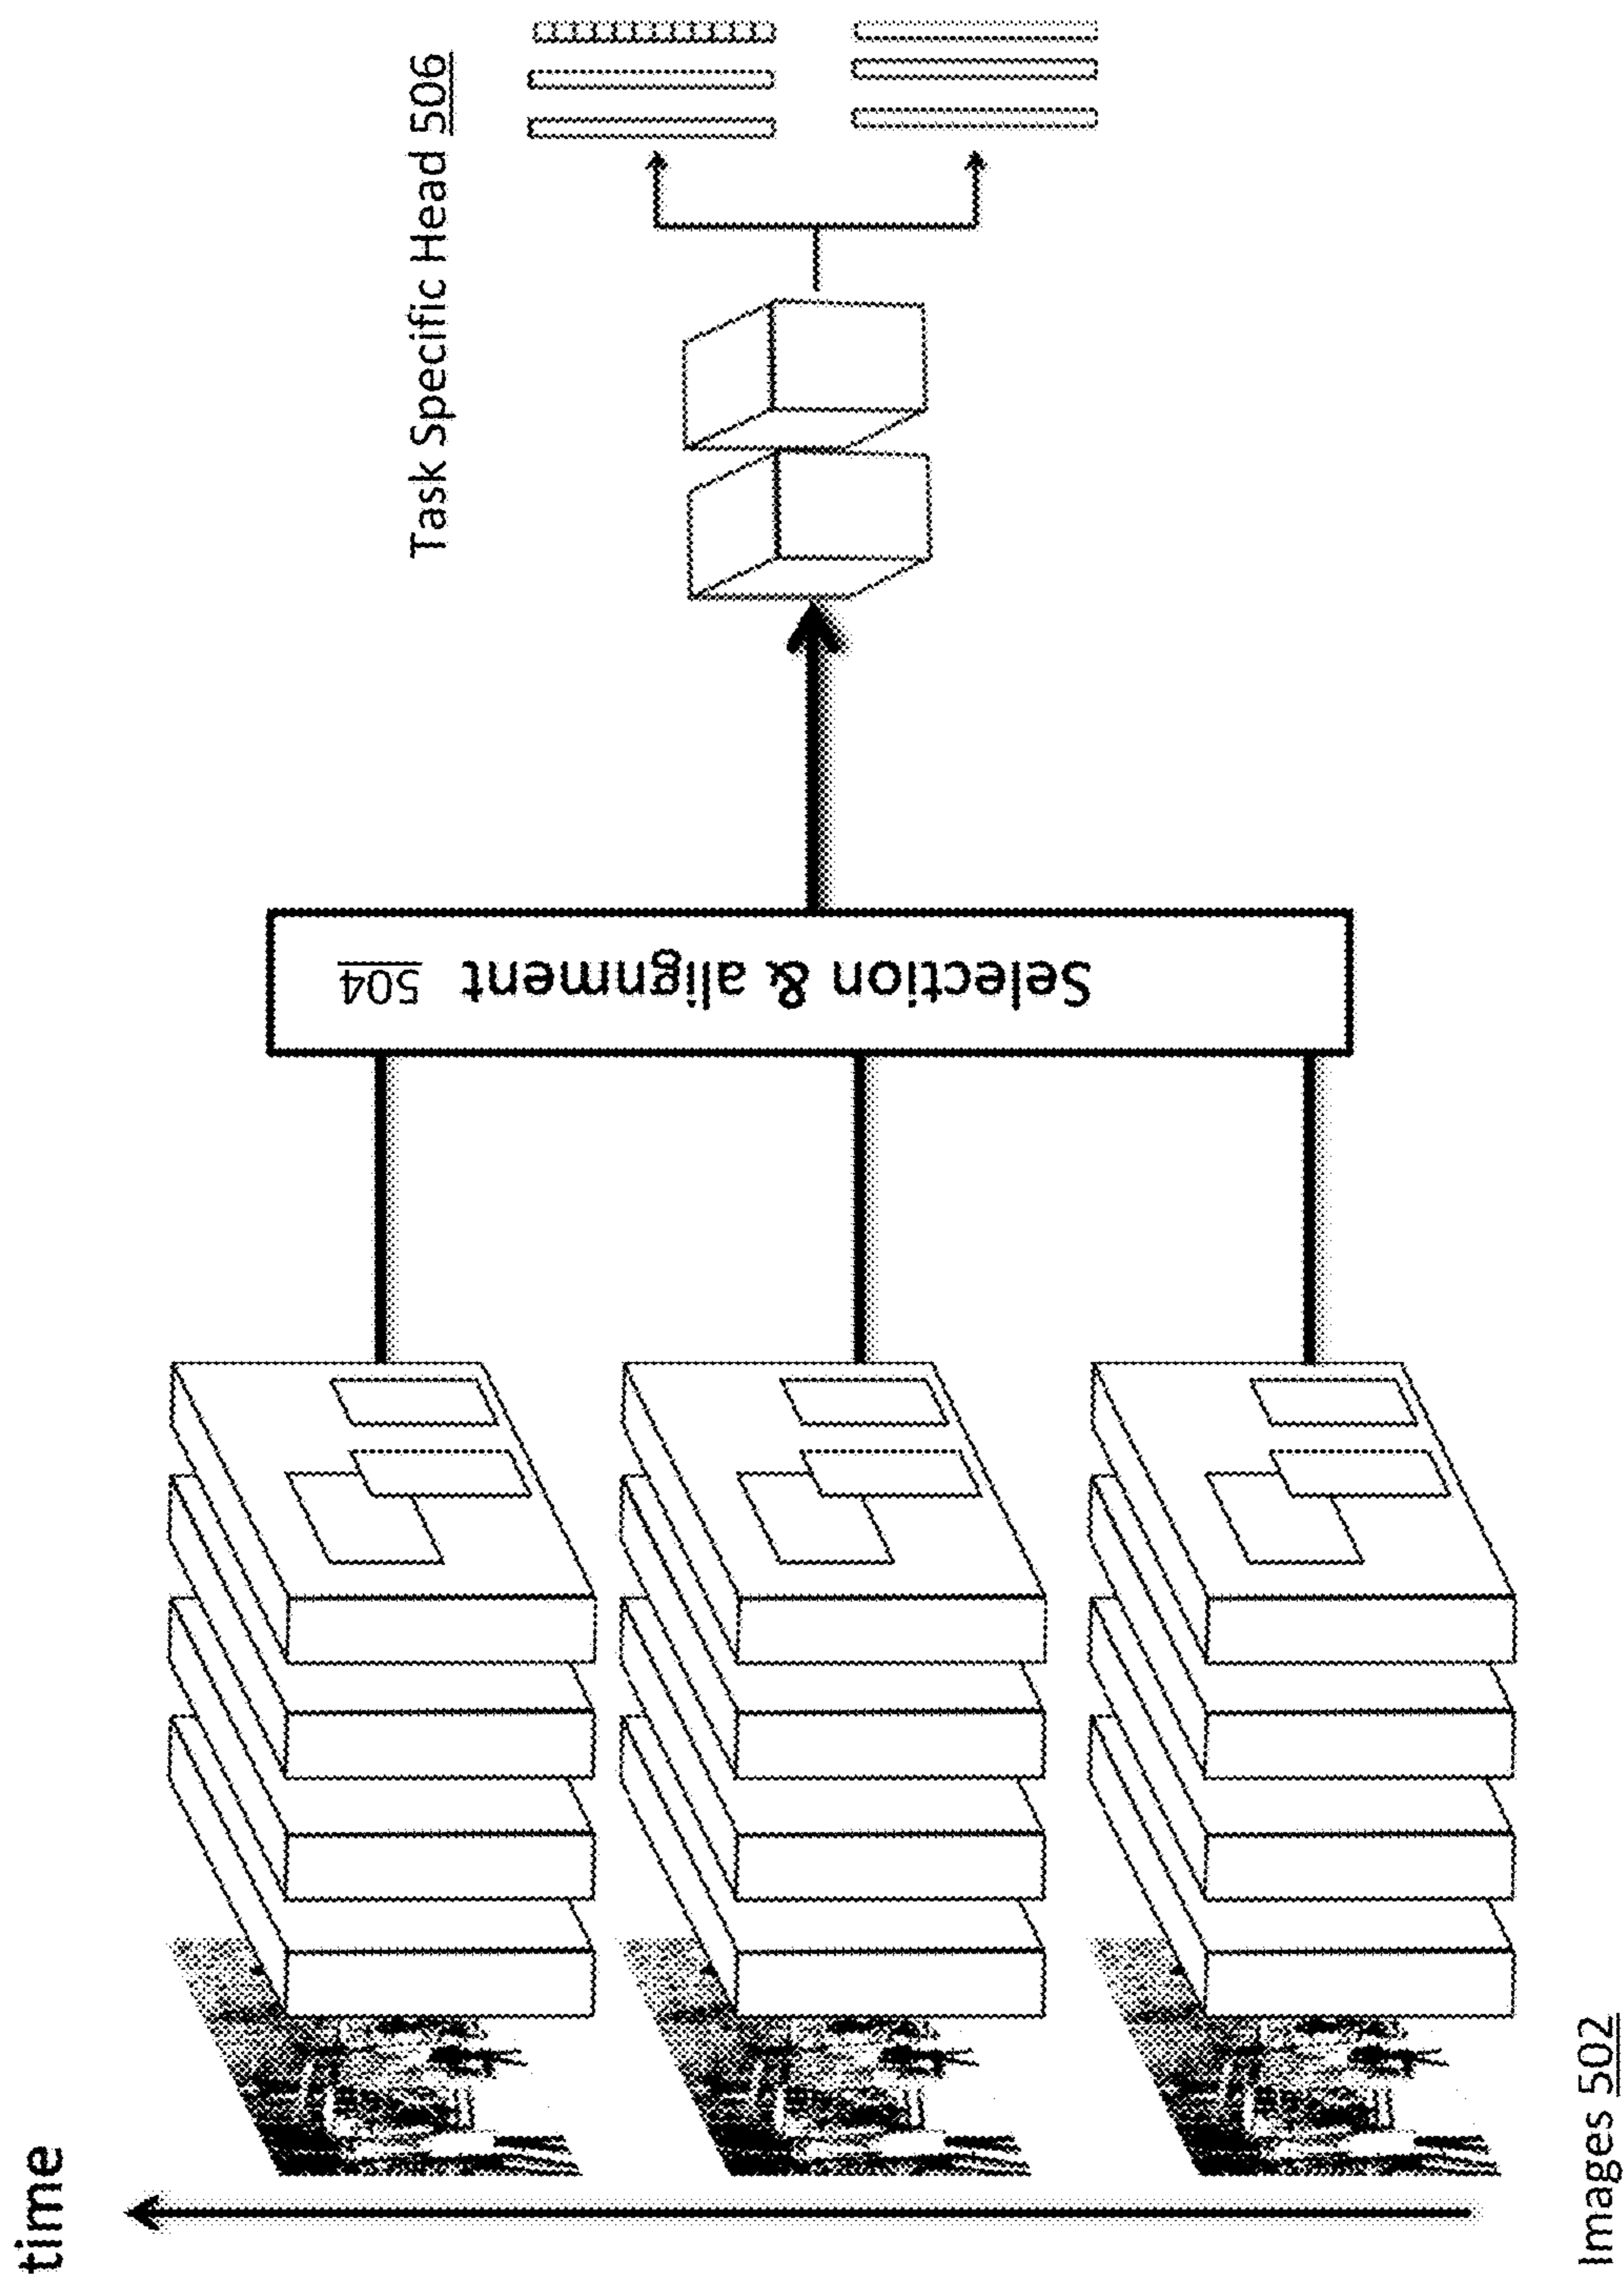 time
Images 502
Selection & alignment 504
Task Specific Head 506